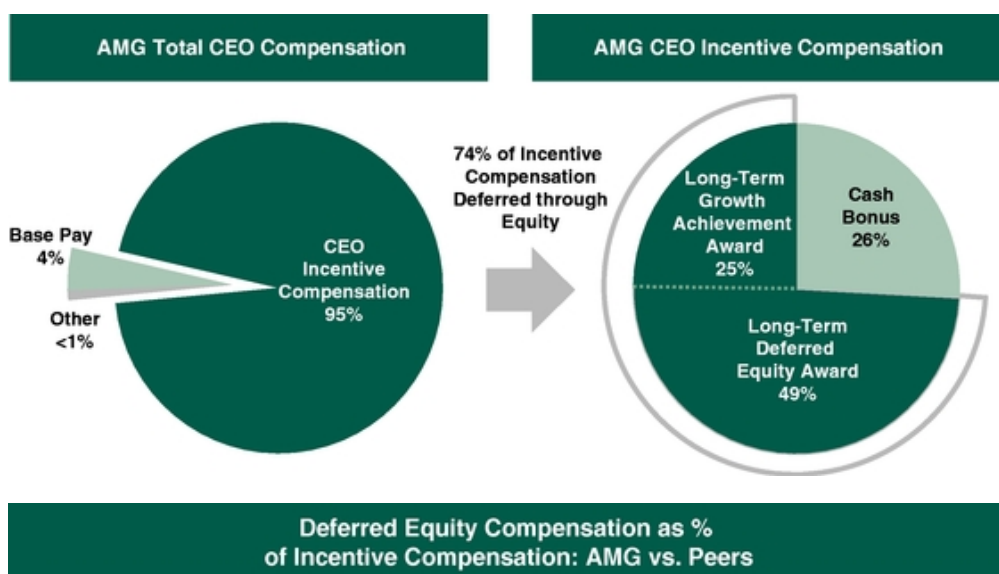 AMG Total CEO Compensation
AMG CEO Incentive Compensation
Base Pay
4%
Other
<1%
CEO
Incentive
Compensation
95%
74% of Incentive
Compensation
Deferred through
Equity
Long-Term
Growth
Achievement
Award
25%
Cash
Bonus
26%
Long-Term
Deferred
Equity Award
49%
Deferred Equity Compensation as %
of Incentive Compensation: AMG vs. Peers